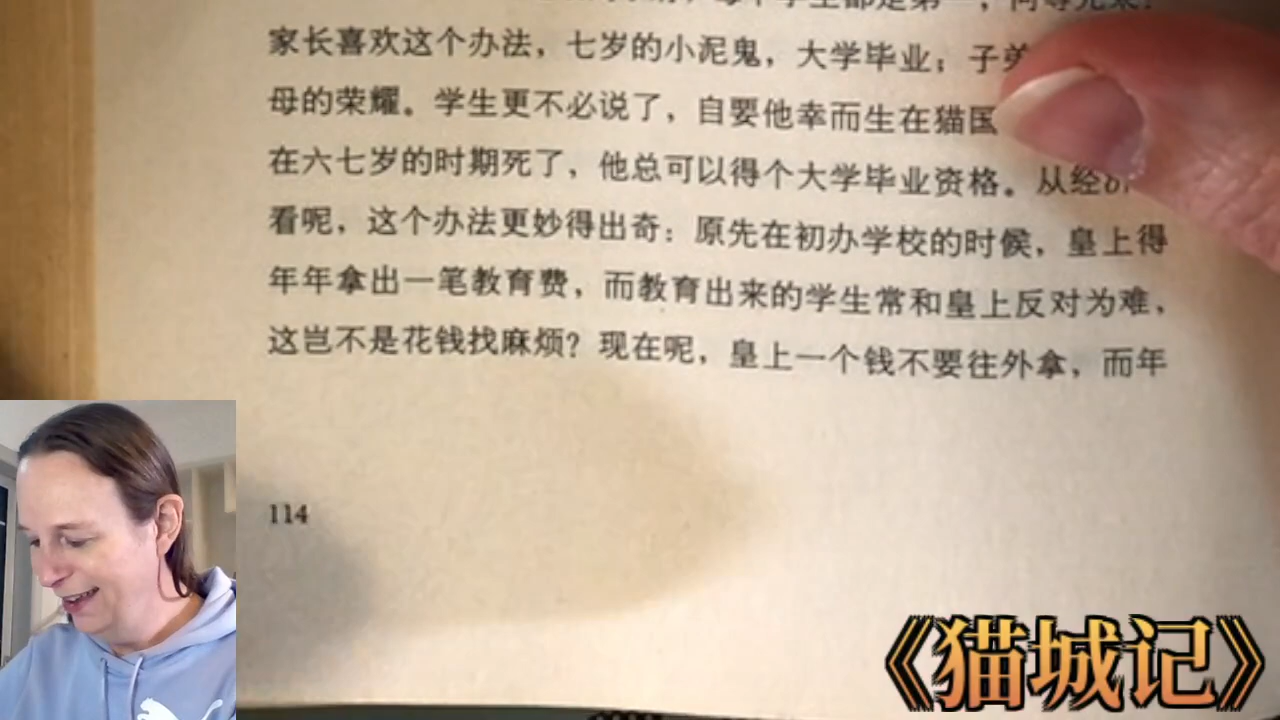 家长喜欢这个办法，七岁的小泥鬼，大学毕业；子弟
母的荣耀。学生更不必说了，自要他幸而生在猫国
在六七岁的时期死了，他总可以得个大学毕业资格。从经
看呢，这个办法更妙得出奇：原先在初办学校的时候，皇上得
年年拿出一笔教育费，而教育出来的学生常和皇上反对为难，
这岂不是花钱找麻烦？现在呢，皇上一个钱不要往外拿，而年
114
《猫城记》